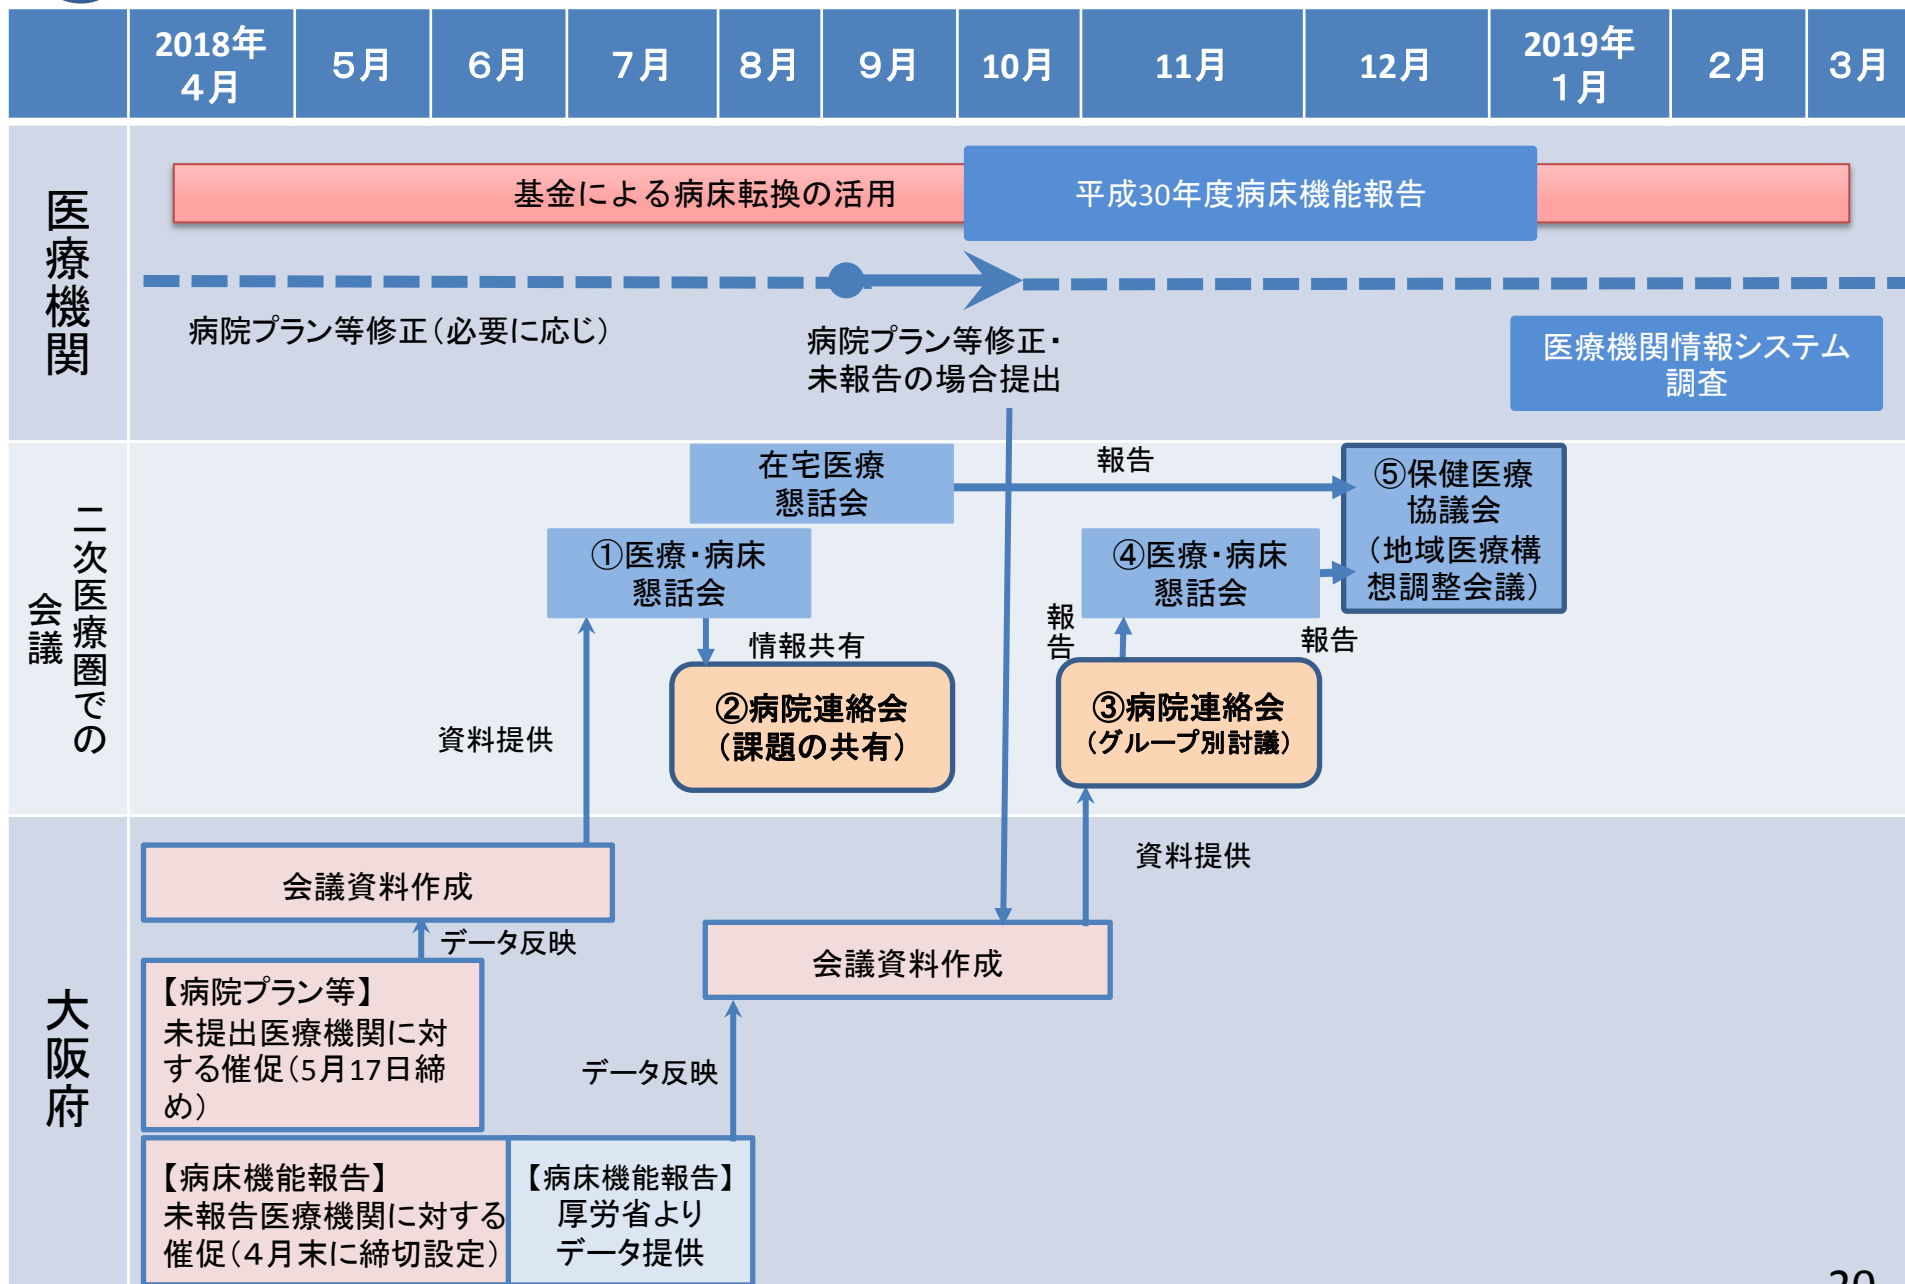 2018年
４月
５月
６月
７月
８月
９月
10月
11月
12月
2019年
１月
２月
３月
医療機関
基金による病床転換の活用
平成30年度病床機能報告
病院プラン等修正（必要に応じ）
病院プラン等修正・
未報告の場合提出
医療機関情報システム
調査
二次医療圏での
会議
在宅医療
懇話会
報告
⑤保健医療
協議会
（地域医療構
想調整会議）
①医療・病床
懇話会
④医療・病床
懇話会
情報共有
報告
報告
②病院連絡会
（課題の共有）
③病院連絡会
（グループ別討議）
資料提供
大阪府
会議資料作成
資料提供
データ反映
会議資料作成
【病院プラン等】
未提出医療機関に対
する催促（5月17日締
め）
データ反映
【病床機能報告】
未報告医療機関に対する
催促（４月末に締切設定）
【病床機能報告】
厚労省より
データ提供
20